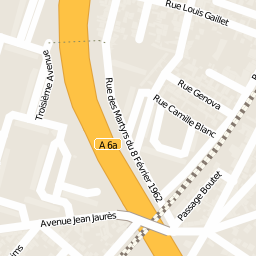 Rue Louis Gaillet
Troisième Avenue
Rue Genova
Rue Camille Blanc
Rue des Martyrs du 8 Février 1962
A 6a
Passage Boutet
Avenue Jean Jaurès
ims